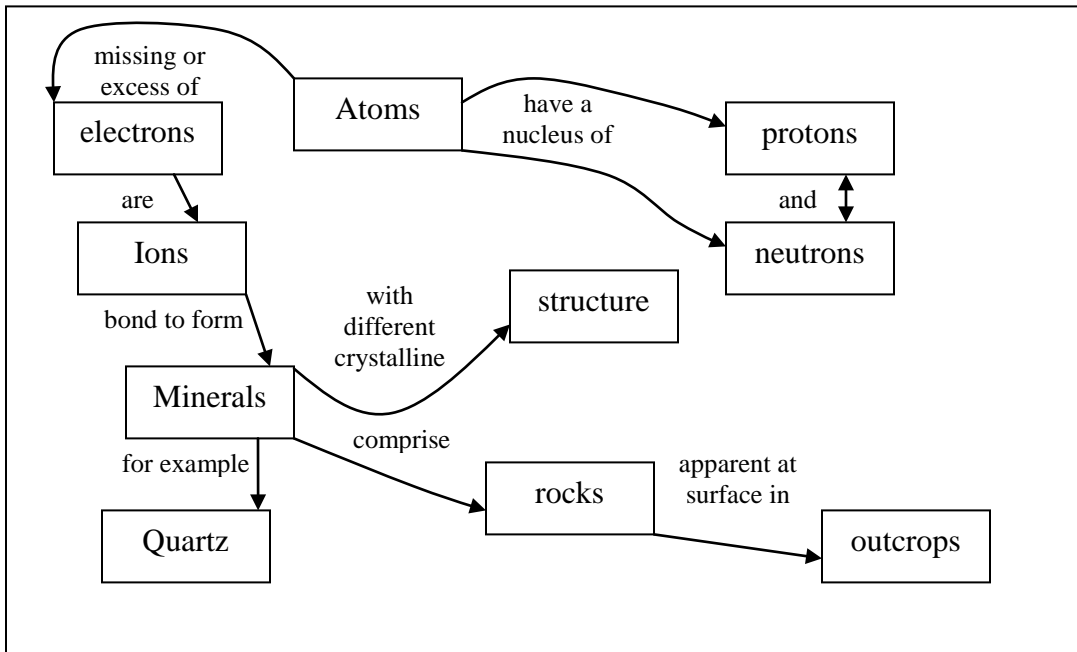 missing or
excess of
Atoms
have a
nucleus of
electrons
protons
are
and
Ions
neutrons
bond to form
with
different
crystalline
structure
Minerals
for example
comprise
rocks
apparent at
surface in
Quartz
outcrops